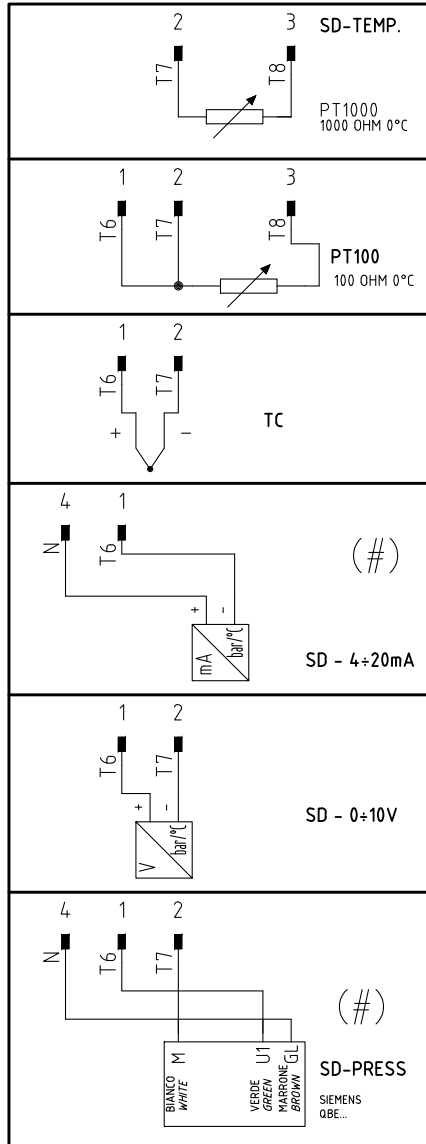 2 3 SD-TEMP.
T7 T8
PT1000
1000 OHM 0°C
1 2 3
T6 T7 T8
PT100
100 OHM 0°C
1 2
T6 T7
+ -
TC
4 1
N T6
(#)
+ -
mA bar/°C
SD - 4÷20mA
1 2
T6 T7
+ -
V bar/°C
SD - 0÷10V
4 1 2
N T6 T7
(#)
M U1 GL
BIANCO
WHITE
VERDE
GREEN
MARRONE
BROWN
SD-PRESS
SIEMENS
QBE...